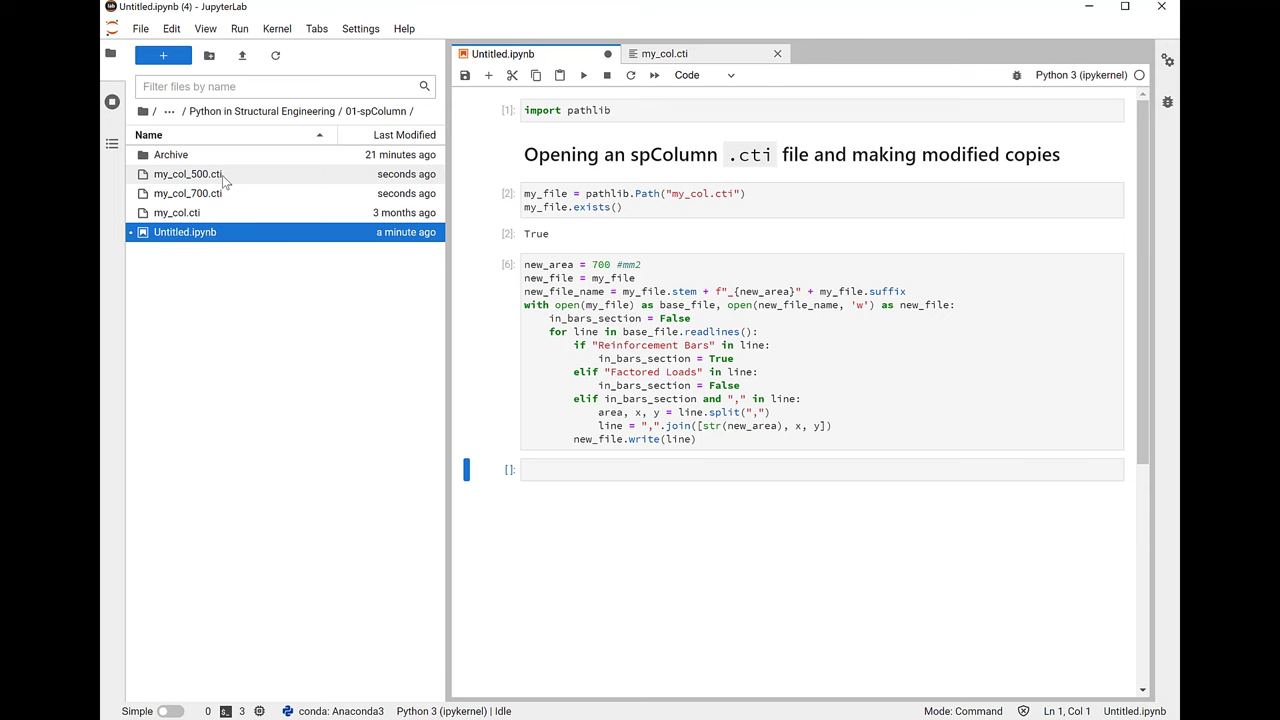 Untitled.ipynb (4) - JupyterLab
File Edit View Run Kernel Tabs Settings Help
Filter files by name
/ ··· / Python in Structural Engineering / 01-spColumn /
Name Last Modified
Archive 21 minutes ago
my_col_500.cti seconds ago
my_col_700.cti seconds ago
my_col.cti 3 months ago
Untitled.ipynb a minute ago
Untitled.ipynb my_col.cti
Code Python 3 (ipykernel)
[1]: import pathlib
Opening an spColumn .cti file and making modified copies
[2]: my_file = pathlib.Path("my_col.cti")
my_file.exists()
[2]: True
[6]: new_area = 700 #mm2
new_file = my_file
new_file_name = my_file.stem + f"_{new_area}" + my_file.suffix
with open(my_file) as base_file, open(new_file_name, 'w') as new_file:
    in_bars_section = False
    for line in base_file.readlines():
        if "Reinforcement Bars" in line:
            in_bars_section = True
        elif "Factored Loads" in line:
            in_bars_section = False
        elif in_bars_section and "," in line:
            area, x, y = line.split(",")
            line = ",".join([str(new_area), x, y])
        new_file.write(line)
[]:
Simple 0 3 conda: Anaconda3 Python 3 (ipykernel) | Idle Mode: Command Ln 1, Col 1 Untitled.ipynb